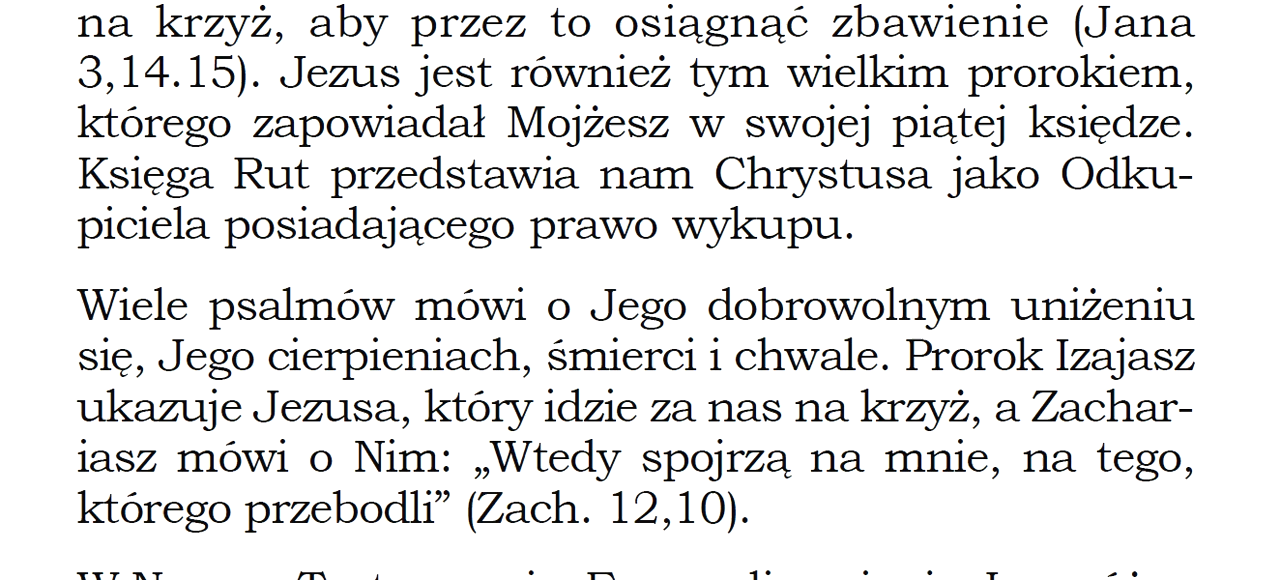 na krzyż, aby przez to osiągnąć zbawienie (Jana
3,14.15). Jezus jest również tym wielkim prorokiem,
którego zapowiadał Mojżesz w swojej piątej księdze.
Księga Rut przedstawia nam Chrystusa jako Odku-
piciela posiadającego prawo wykupu.
Wiele psalmów mówi o Jego dobrowolnym uniżeniu
się, Jego cierpieniach, śmierci i chwale. Prorok Izajasz
ukazuje Jezusa, który idzie za nas na krzyż, a Zachar-
iasz mówi o Nim: „Wtedy spojrzą na mnie, na tego,
którego przebodli” (Zach. 12,10).